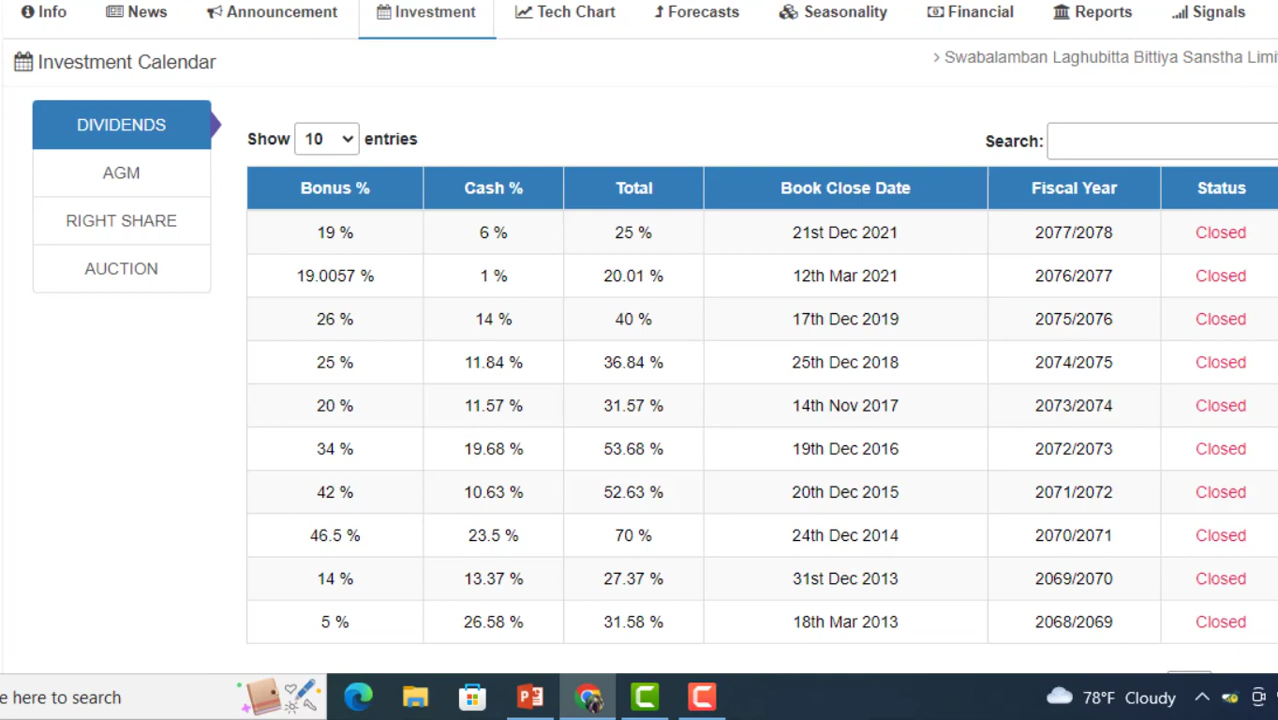 Info News Announcement Investment Tech Chart Forecasts Seasonality Financial Reports Signals
Investment Calendar > Swabalamban Laghubitta Bittiya Sanstha Limi
DIVIDENDS
AGM
RIGHT SHARE
AUCTION
Show 10 entries Search:
Bonus % Cash % Total Book Close Date Fiscal Year Status
19 % 6 % 25 % 21st Dec 2021 2077/2078 Closed
19.0057 % 1 % 20.01 % 12th Mar 2021 2076/2077 Closed
26 % 14 % 40 % 17th Dec 2019 2075/2076 Closed
25 % 11.84 % 36.84 % 25th Dec 2018 2074/2075 Closed
20 % 11.57 % 31.57 % 14th Nov 2017 2073/2074 Closed
34 % 19.68 % 53.68 % 19th Dec 2016 2072/2073 Closed
42 % 10.63 % 52.63 % 20th Dec 2015 2071/2072 Closed
46.5 % 23.5 % 70 % 24th Dec 2014 2070/2071 Closed
14 % 13.37 % 27.37 % 31st Dec 2013 2069/2070 Closed
5 % 26.58 % 31.58 % 18th Mar 2013 2068/2069 Closed
e here to search 78°F Cloudy